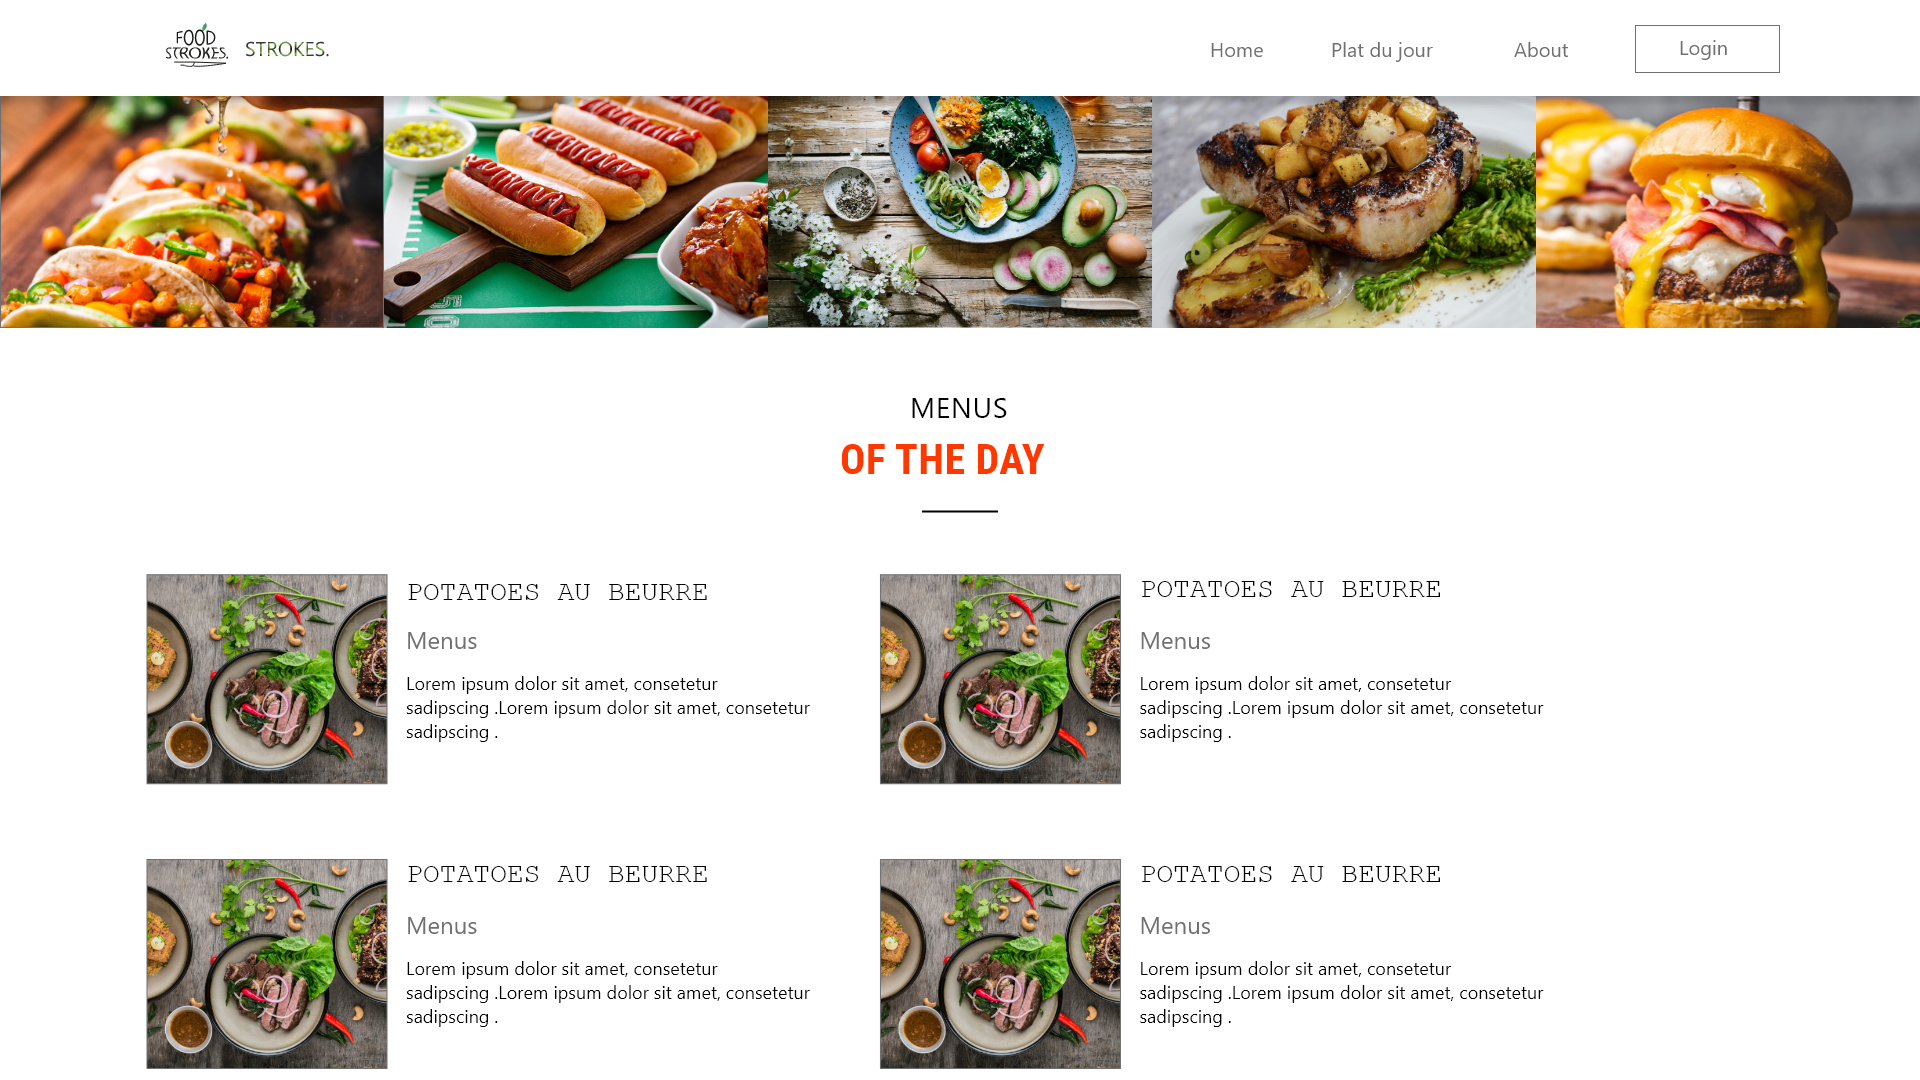 FOOD
STROKES.
STROKES.
Home
Plat du jour
About
Login
MENUS
OF THE DAY
POTATOES AU BEURRE
Menus
Lorem ipsum dolor sit amet, consetetur
sadipscing .Lorem ipsum dolor sit amet, consetetur
sadipscing .
POTATOES AU BEURRE
Menus
Lorem ipsum dolor sit amet, consetetur
sadipscing .Lorem ipsum dolor sit amet, consetetur
sadipscing .
POTATOES AU BEURRE
Menus
Lorem ipsum dolor sit amet, consetetur
sadipscing .Lorem ipsum dolor sit amet, consetetur
sadipscing .
POTATOES AU BEURRE
Menus
Lorem ipsum dolor sit amet, consetetur
sadipscing .Lorem ipsum dolor sit amet, consetetur
sadipscing .